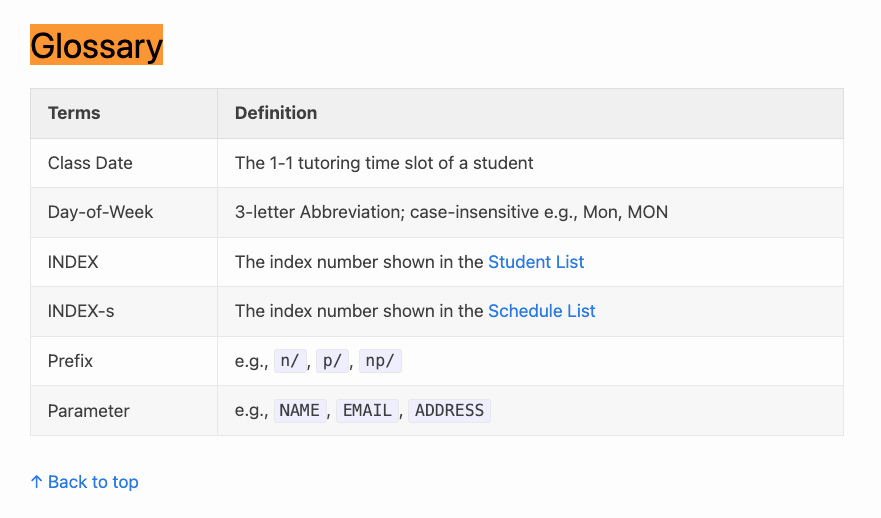 Glossary
Terms Definition
Class Date The 1-1 tutoring time slot of a student
Day-of-Week 3-letter Abbreviation; case-insensitive e.g., Mon, MON
INDEX The index number shown in the Student List
INDEX-s The index number shown in the Schedule List
Prefix e.g., n/, p/, np/
Parameter e.g., NAME, EMAIL, ADDRESS
↑ Back to top